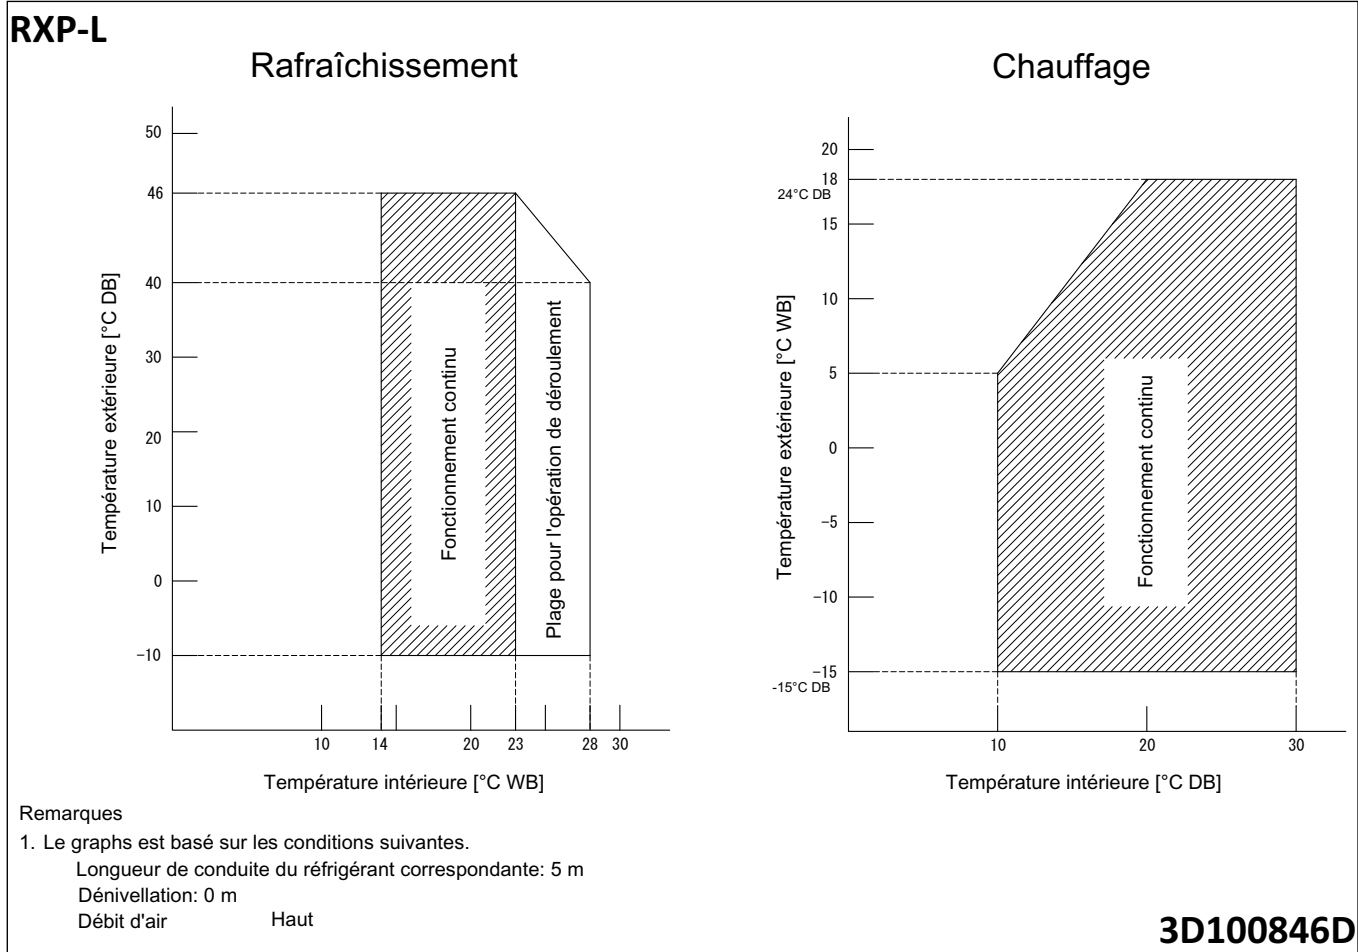 RXP-L
Rafraîchissement
Chauffage
50
46
40
30
20
10
0
-10
Température extérieure [°C DB]
Fonctionnement continu
Plage pour l'opération de déroulement
10
14
20
23
28
30
Température intérieure [°C WB]
20
18
24°C DB
15
10
5
0
-5
-10
-15
-15°C DB
Température extérieure [°C WB]
Fonctionnement continu
10
20
30
Température intérieure [°C DB]
Remarques
1. Le graphs est basé sur les conditions suivantes.
Longueur de conduite du réfrigérant correspondante: 5 m
Dénivellation: 0 m
Débit d'air Haut
3D100846D